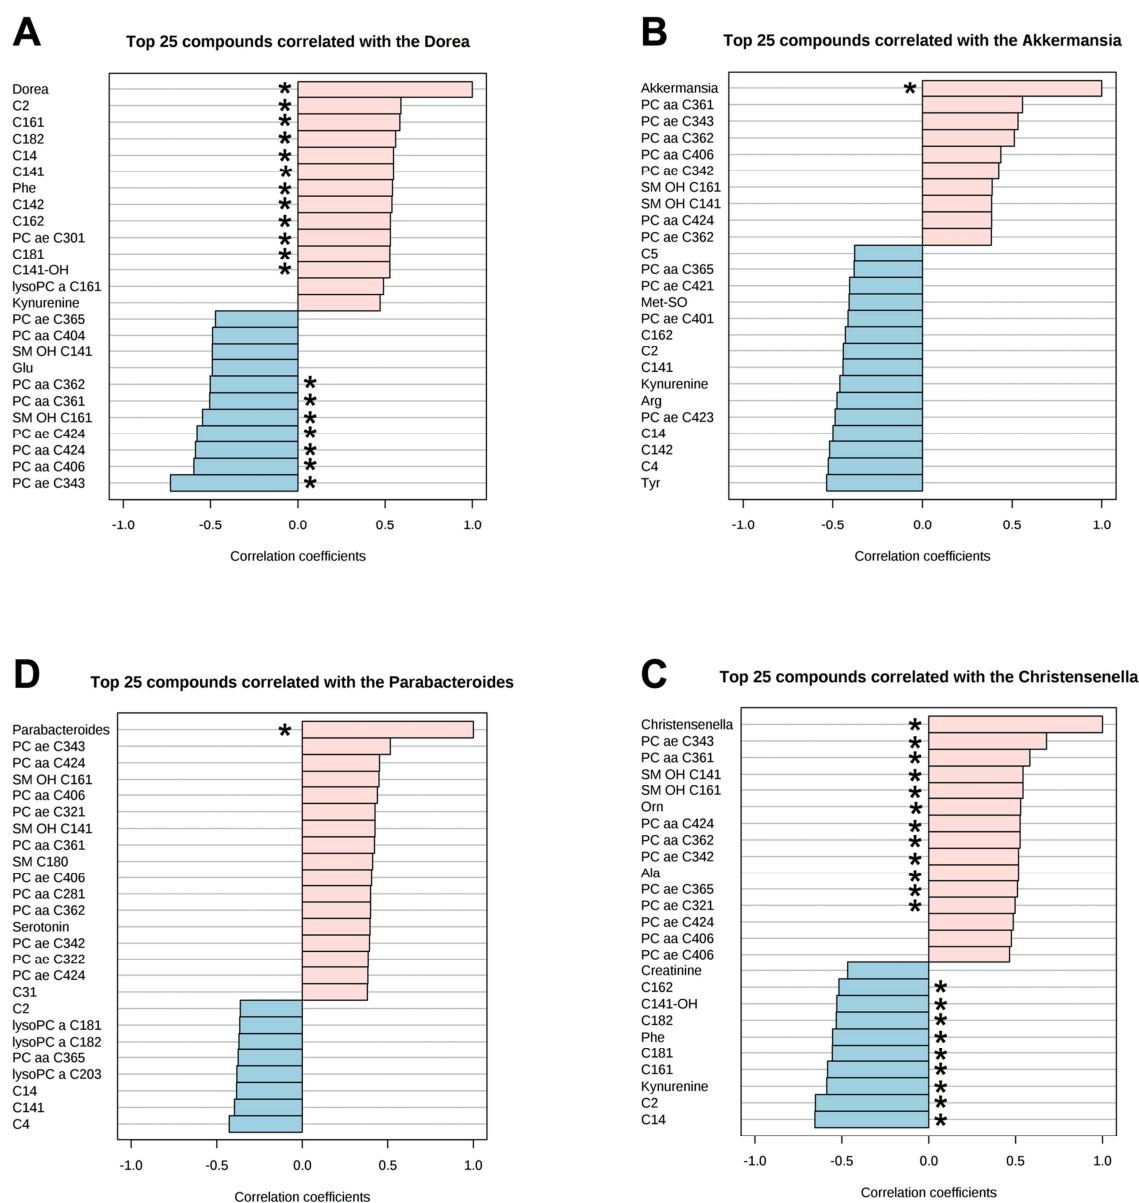 A
Top 25 compounds correlated with the Dorea
Dorea *
C2 *
C161 *
C182 *
C14 *
C141 *
Phe *
C142 *
C162 *
PC ae C301 *
C181 *
C141-OH *
lysoPC a C161
Kynurenine
PC ae C365
PC aa C404
SM OH C141
Glu
PC aa C362 *
PC aa C361 *
SM OH C161 *
PC ae C424 *
PC aa C424 *
PC aa C406 *
PC ae C343 *
-1.0 -0.5 0.0 0.5 1.0
Correlation coefficients
B
Top 25 compounds correlated with the Akkermansia
Akkermansia *
PC aa C361
PC ae C343
PC aa C362
PC aa C406
PC ae C342
SM OH C161
SM OH C141
PC aa C424
PC ae C362
C5
PC aa C365
PC ae C421
Met-SO
PC ae C401
C162
C2
C141
Kynurenine
Arg
PC ae C423
C14
C142
C4
Tyr
-1.0 -0.5 0.0 0.5 1.0
Correlation coefficients
D
Top 25 compounds correlated with the Parabacteroides
Parabacteroides *
PC ae C343
PC aa C424
SM OH C161
PC aa C406
PC ae C321
SM OH C141
PC aa C361
SM C180
PC ae C406
PC aa C281
PC aa C362
Serotonin
PC ae C342
PC ae C322
PC ae C424
C31
C2
lysoPC a C181
lysoPC a C182
PC aa C365
lysoPC a C203
C14
C141
C4
-1.0 -0.5 0.0 0.5 1.0
Correlation coefficients
C
Top 25 compounds correlated with the Christensenella
Christensenella *
PC ae C343 *
PC aa C361 *
SM OH C141 *
SM OH C161 *
Orn *
PC aa C424 *
PC aa C362 *
PC ae C342 *
Ala *
PC ae C365 *
PC ae C321 *
PC ae C424
PC aa C406
PC ae C406
Creatinine
C162 *
C141-OH *
C182 *
Phe *
C181 *
C161 *
Kynurenine *
C2 *
C14 *
-1.0 -0.5 0.0 0.5 1.0
Correlation coefficients